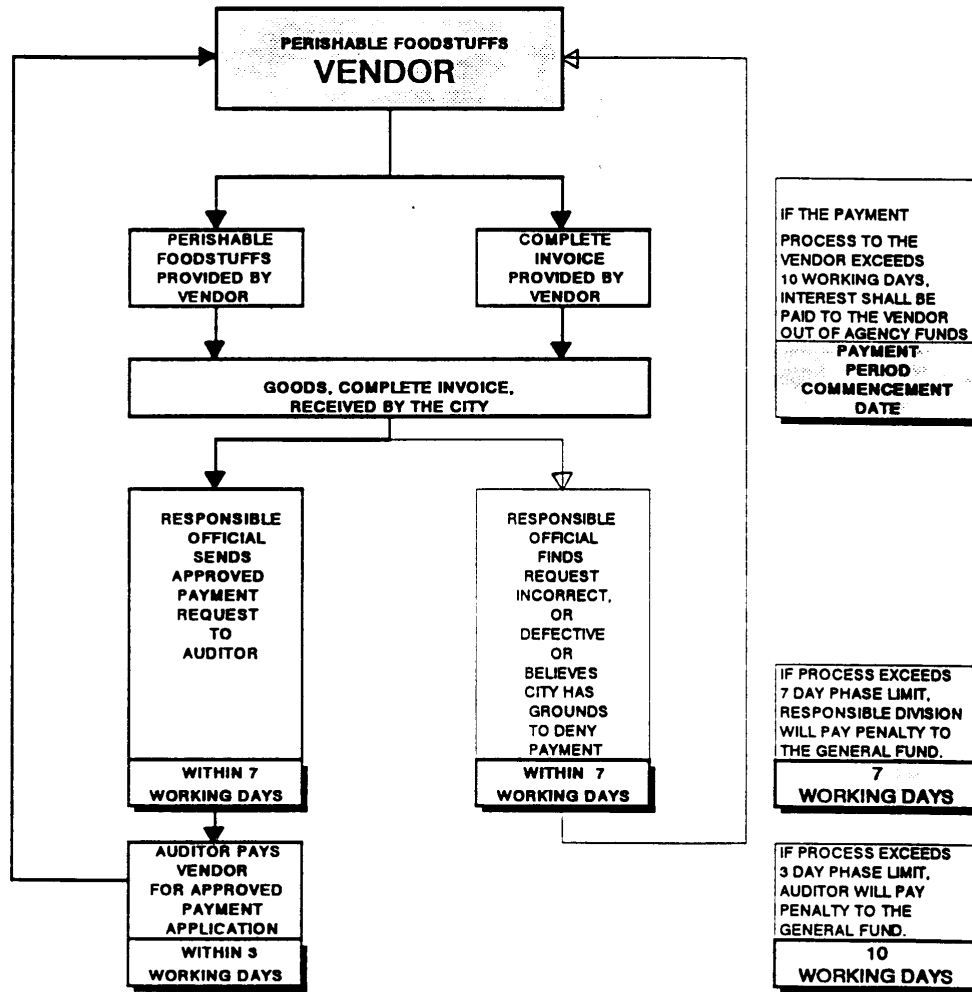 PERISHABLE FOODSTUFFS
VENDOR
PERISHABLE
FOODSTUFFS
PROVIDED BY
VENDOR
COMPLETE
INVOICE
PROVIDED BY
VENDOR
IF THE PAYMENT
PROCESS TO THE
VENDOR EXCEEDS
10 WORKING DAYS,
INTEREST SHALL BE
PAID TO THE VENDOR
OUT OF AGENCY FUNDS
PAYMENT
PERIOD
COMMENCEMENT
DATE
GOODS, COMPLETE INVOICE,
RECEIVED BY THE CITY
RESPONSIBLE
OFFICIAL
SENDS
APPROVED
PAYMENT
REQUEST
TO
AUDITOR
WITHIN 7
WORKING DAYS
RESPONSIBLE
OFFICIAL
FINDS
REQUEST
INCORRECT,
OR
DEFECTIVE
OR
BELIEVES
CITY HAS
GROUNDS
TO DENY
PAYMENT
WITHIN 7
WORKING DAYS
IF PROCESS EXCEEDS
7 DAY PHASE LIMIT,
RESPONSIBLE DIVISION
WILL PAY PENALTY TO
THE GENERAL FUND.
7
WORKING DAYS
AUDITOR PAYS
VENDOR
FOR APPROVED
PAYMENT
APPLICATION
WITHIN 3
WORKING DAYS
IF PROCESS EXCEEDS
3 DAY PHASE LIMIT,
AUDITOR WILL PAY
PENALTY TO THE
GENERAL FUND.
10
WORKING DAYS